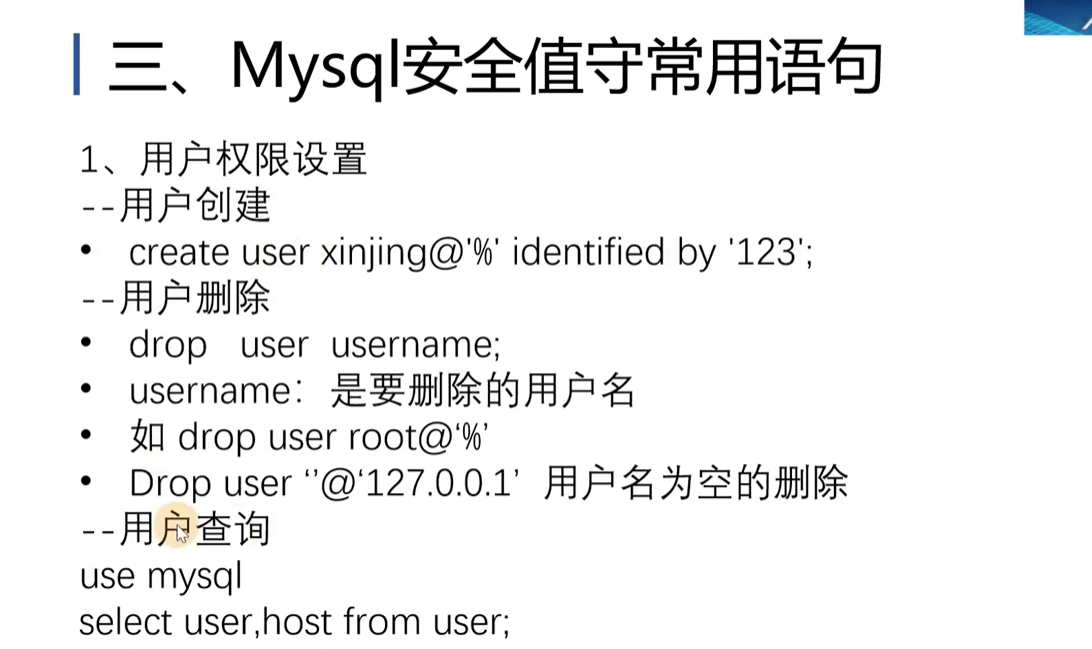 三、Mysql安全值守常用语句
1、用户权限设置
--用户创建
• create user xinjing@'%' identified by '123';
--用户删除
• drop user username;
• username：是要删除的用户名
• 如 drop user root@‘%’
• Drop user ‘’@‘127.0.0.1’ 用户名为空的删除
--用户查询
use mysql
select user,host from user;